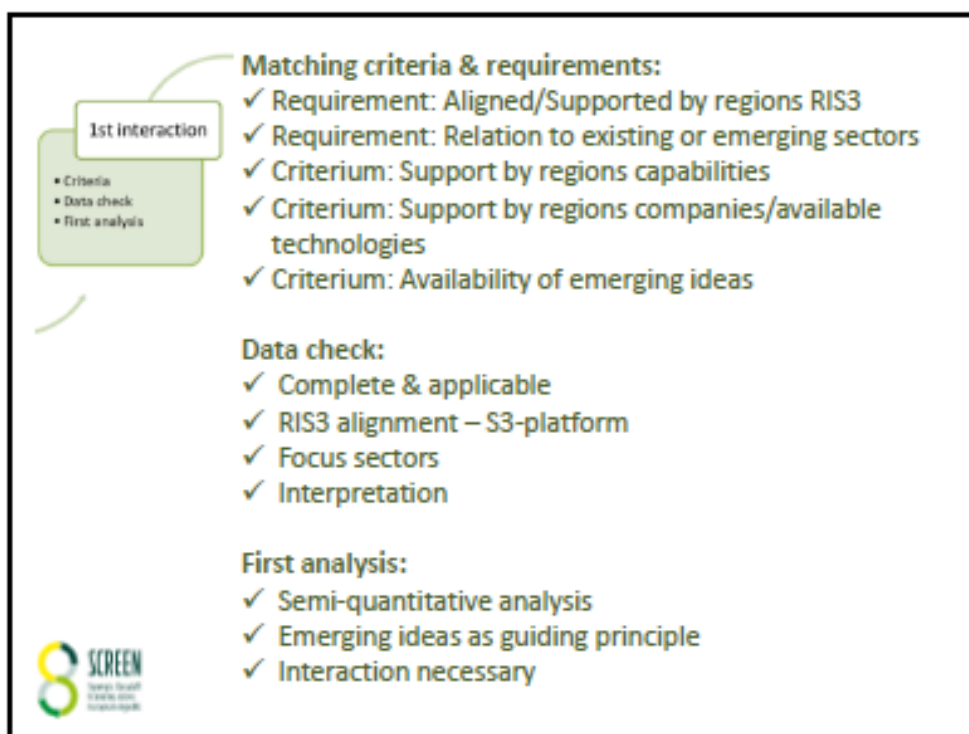 Matching criteria & requirements:
✓ Requirement: Aligned/Supported by regions RIS3
✓ Requirement: Relation to existing or emerging sectors
✓ Criterium: Support by regions capabilities
✓ Criterium: Support by regions companies/available
technologies
✓ Criterium: Availability of emerging ideas
1st interaction
• Criteria
• Data check
• First analysis
Data check:
✓ Complete & applicable
✓ RIS3 alignment – S3-platform
✓ Focus sectors
✓ Interpretation
First analysis:
✓ Semi-quantitative analysis
✓ Emerging ideas as guiding principle
✓ Interaction necessary
SCREEN